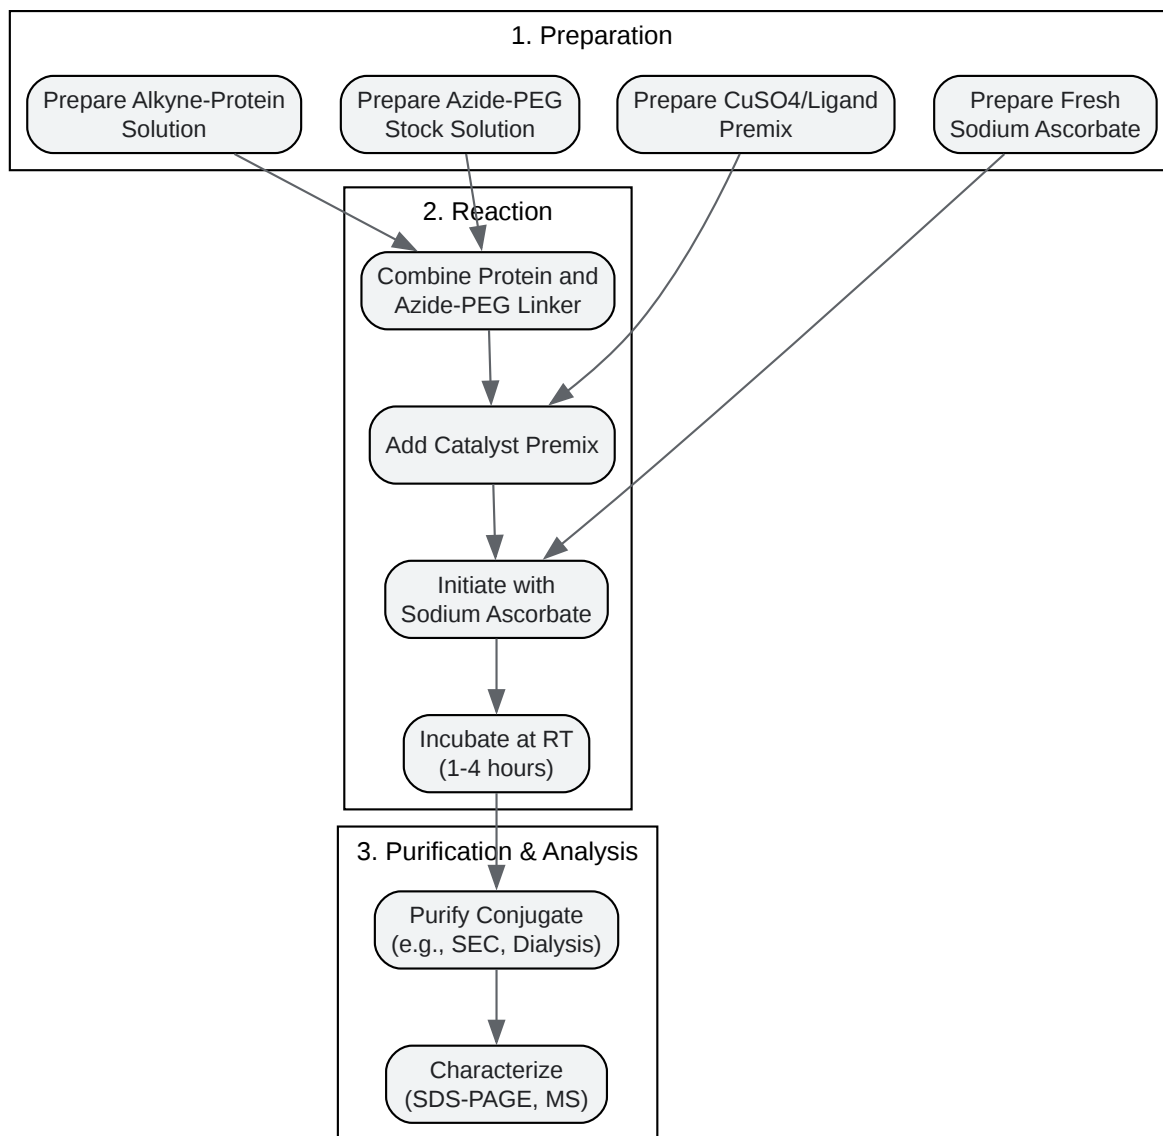 1. Preparation
Prepare Alkyne-Protein
Solution
Prepare Azide-PEG
Stock Solution
Prepare CuSO4/Ligand
Premix
Prepare Fresh
Sodium Ascorbate
2. Reaction
Combine Protein and
Azide-PEG Linker
Add Catalyst Premix
Initiate with
Sodium Ascorbate
Incubate at RT
(1-4 hours)
3. Purification & Analysis
Purify Conjugate
(e.g., SEC, Dialysis)
Characterize
(SDS-PAGE, MS)